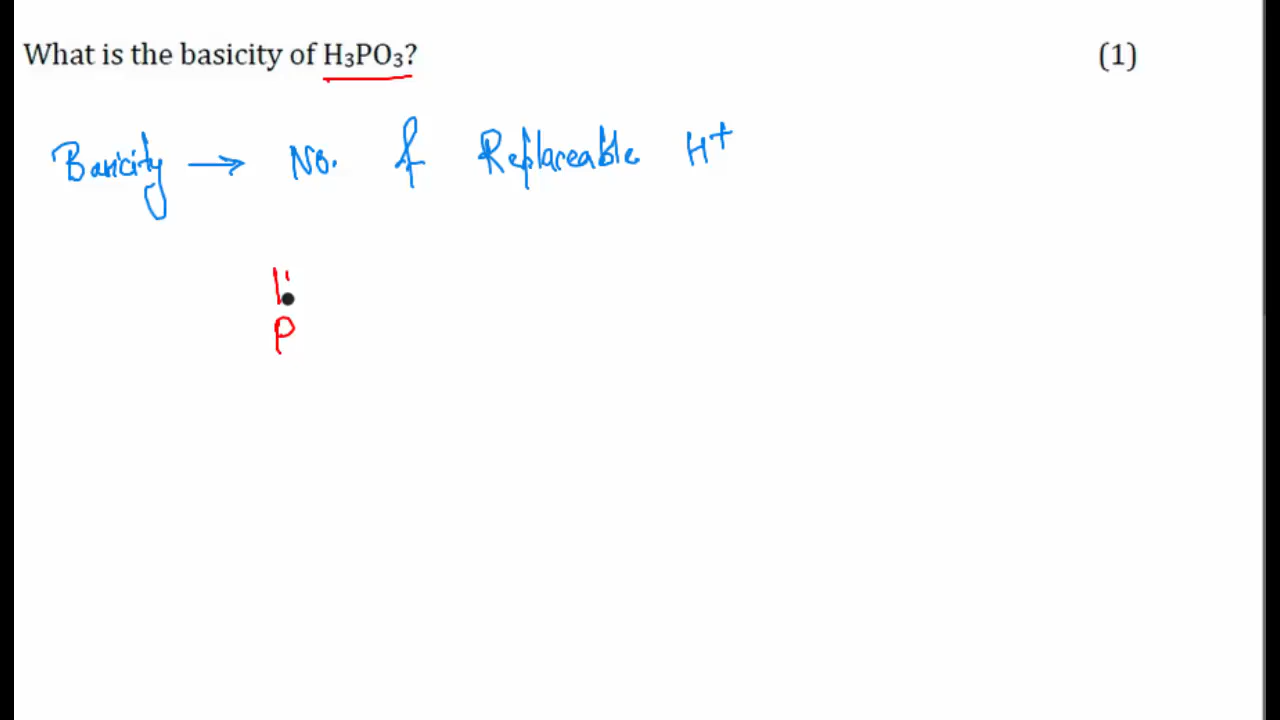 What is the basicity of H₃PO₃? (1)
Basicity → No. of Replaceable H⁺
P